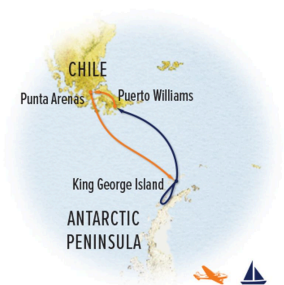 CHILE
Punta Arenas
Puerto Williams
King George Island
ANTARCTIC
PENINSULA